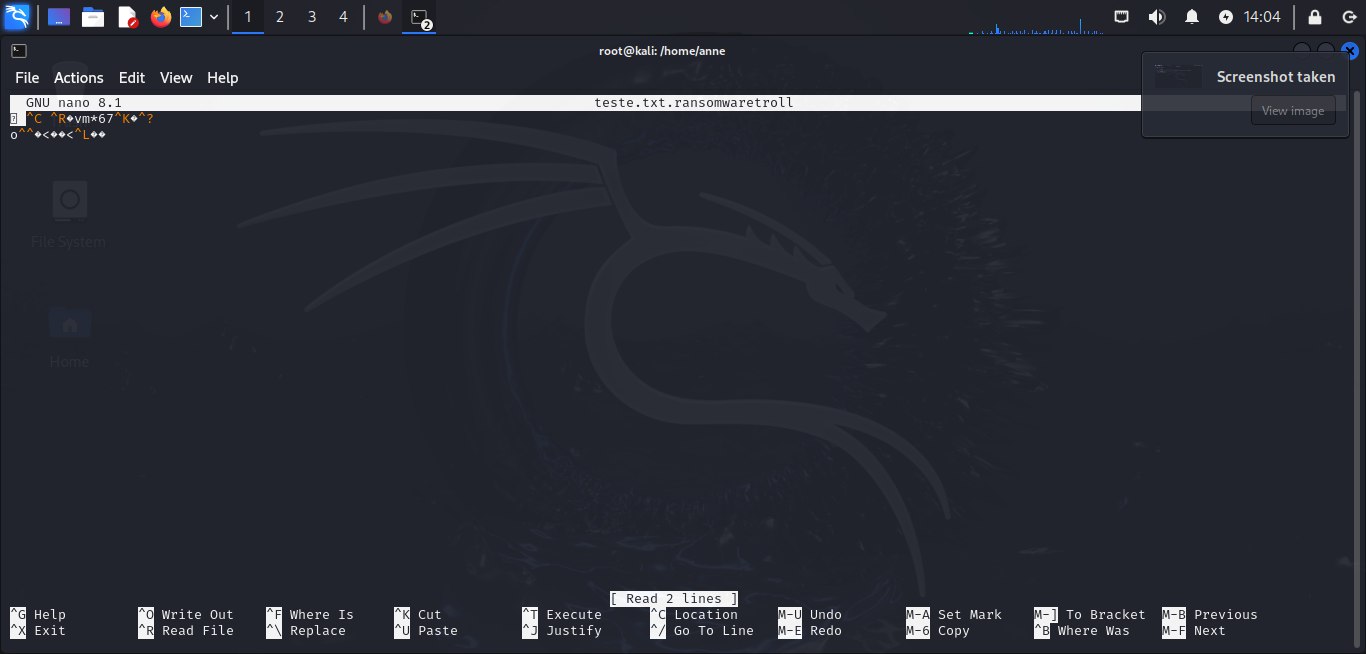 1 2 3 4 2 14:04
root@kali: /home/anne
File Actions Edit View Help
Screenshot taken
View image
GNU nano 8.1 teste.txt.ransomwaretroll
^C ^R�vm*67^K�^?
o^^�<��<^L��
File System
Home
[ Read 2 lines ]
^G Help ^O Write Out ^F Where Is ^K Cut ^T Execute ^C Location M-U Undo M-A Set Mark M-] To Bracket M-B Previous
^X Exit ^R Read File ^\ Replace ^U Paste ^J Justify ^/ Go To Line M-E Redo M-6 Copy ^B Where Was M-F Next